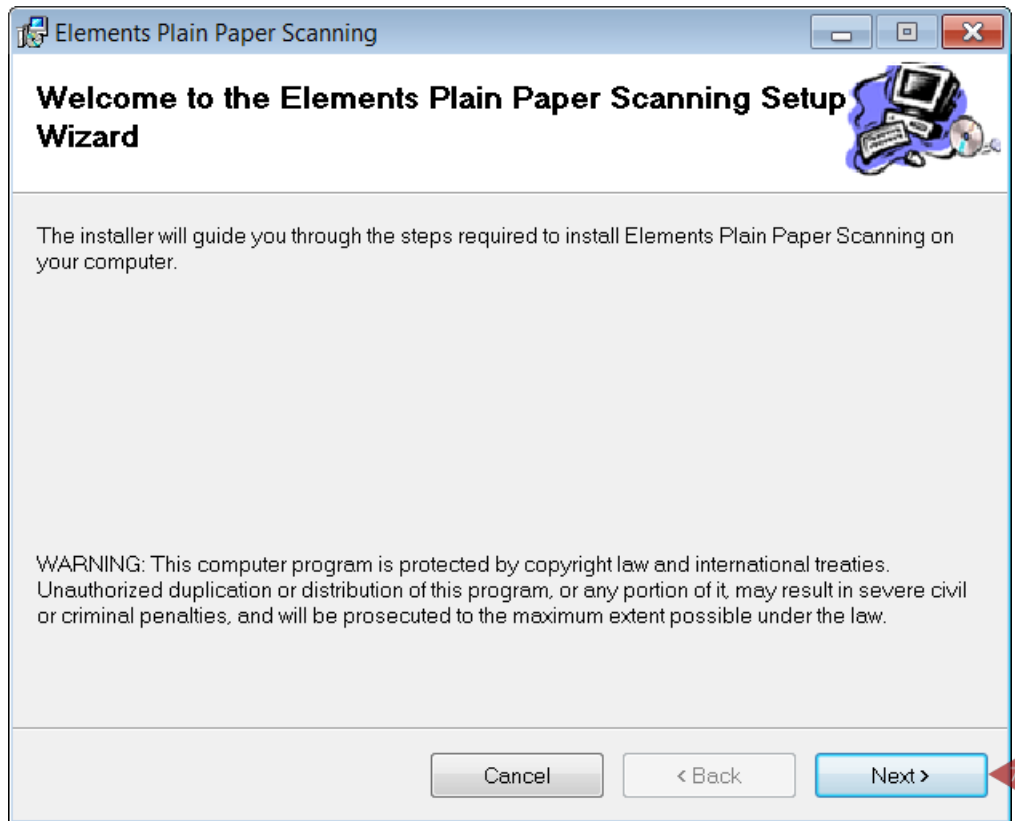 Elements Plain Paper Scanning
Welcome to the Elements Plain Paper Scanning Setup
Wizard
The installer will guide you through the steps required to install Elements Plain Paper Scanning on
your computer.
WARNING: This computer program is protected by copyright law and international treaties.
Unauthorized duplication or distribution of this program, or any portion of it, may result in severe civil
or criminal penalties, and will be prosecuted to the maximum extent possible under the law.
Cancel < Back Next >